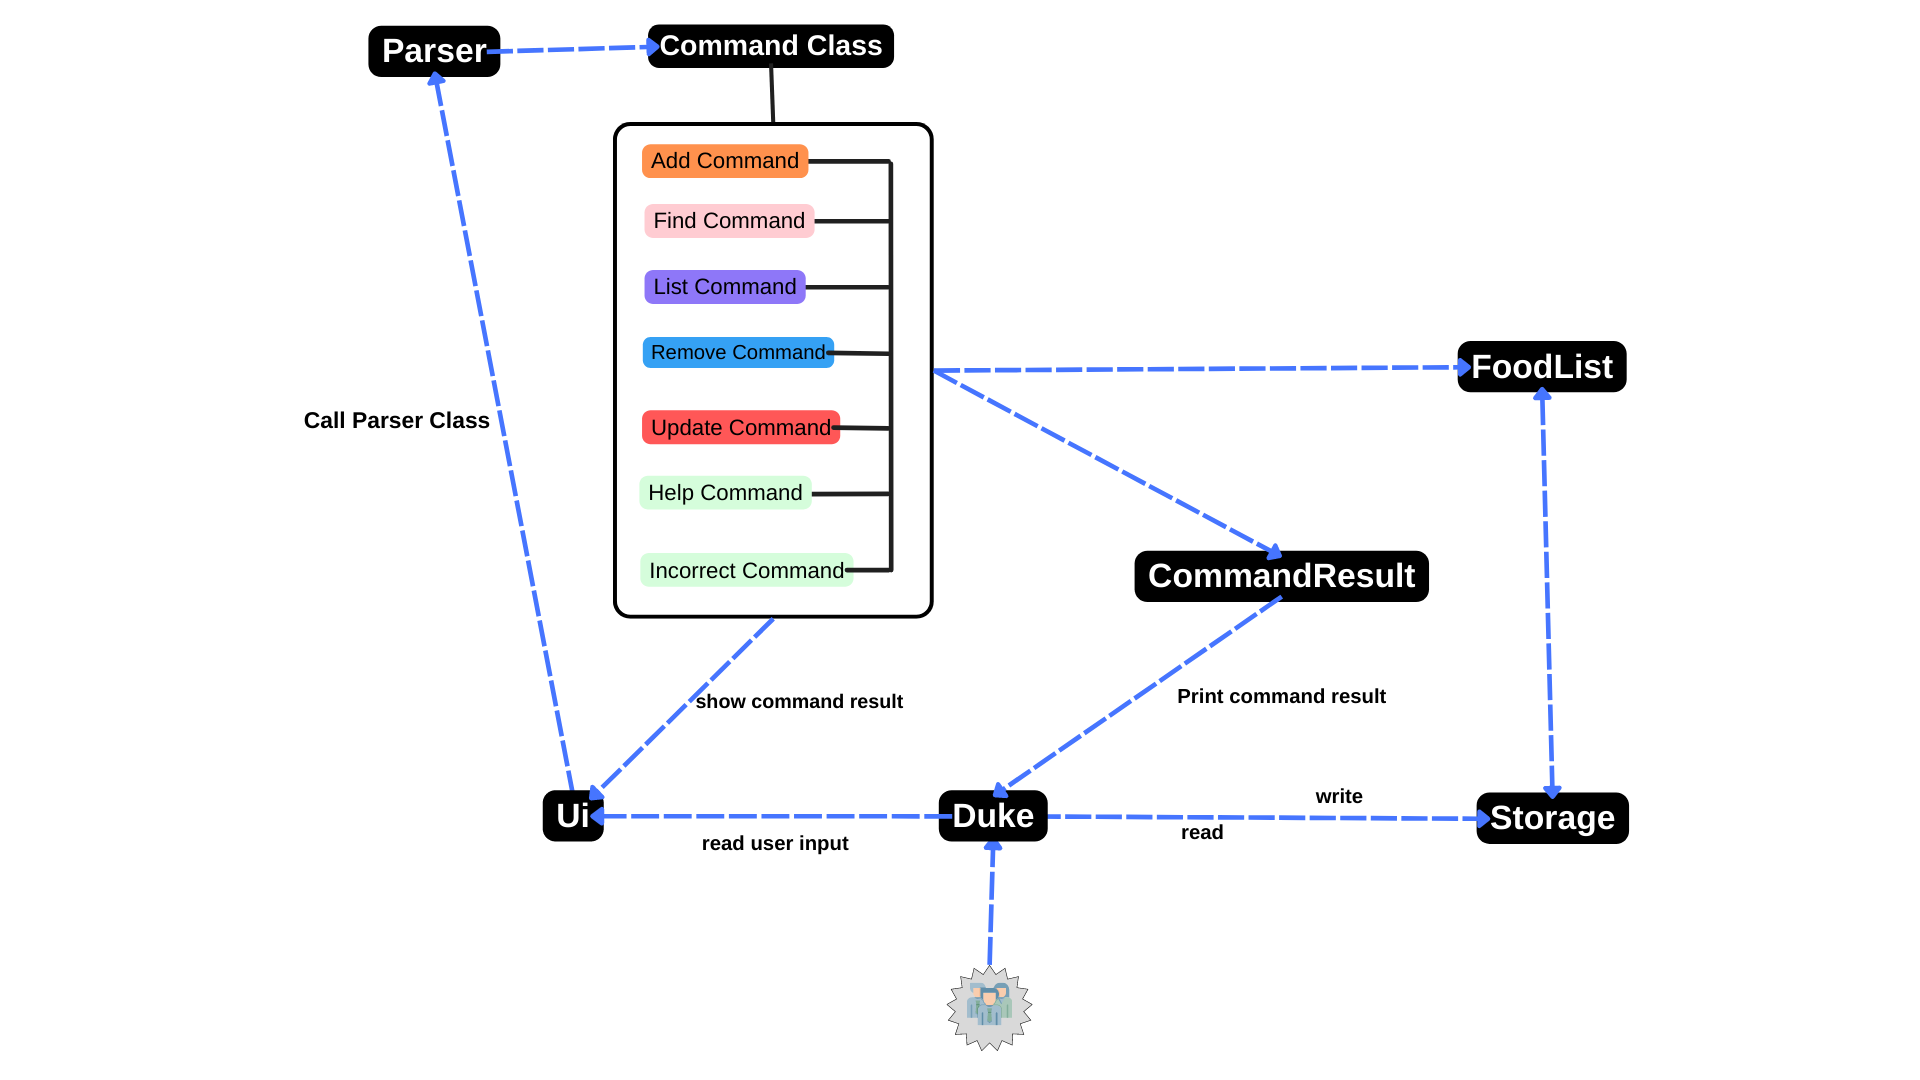 Parser
Command Class
Add Command
Find Command
List Command
Remove Command
FoodList
Call Parser Class
Update Command
Help Command
Incorrect Command
CommandResult
show command result
Print command result
Ui
Duke
write
Storage
read user input
read